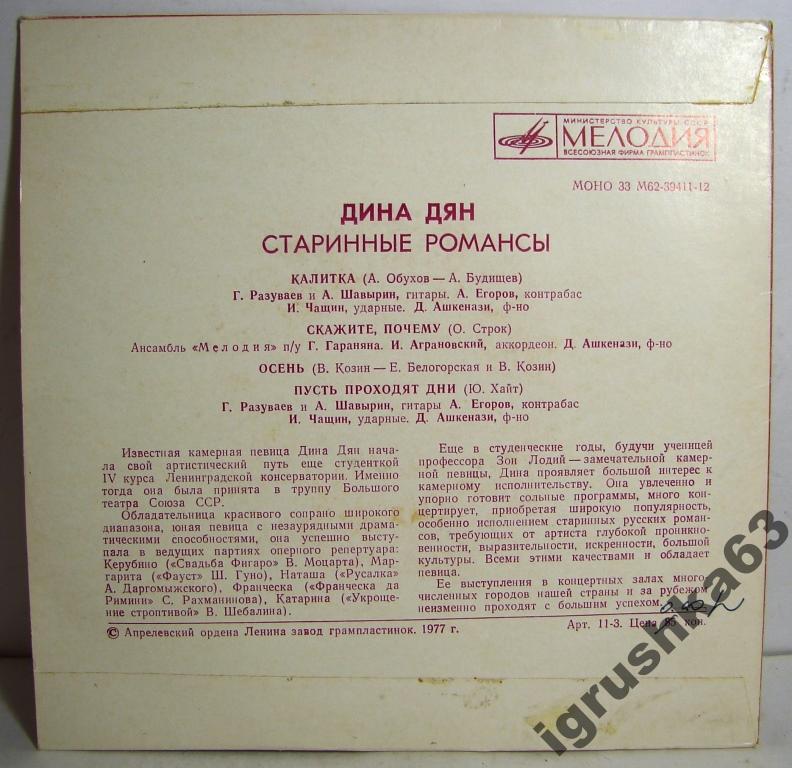 МИНИСТЕРСТВО КУЛЬТУРЫ СССР
МЕЛОДИЯ
ВСЕСОЮЗНАЯ ФИРМА ГРАМПЛАСТИНОК
МОНО 33 М62-39411-12
ДИНА ДЯН
СТАРИННЫЕ РОМАНСЫ
КАЛИТКА (А. Обухов — А. Будищев)
Г. Разуваев и А. Шавырин, гитары. А. Егоров, контрабас
И. Чащин, ударные. Д. Ашкенази, ф-но
СКАЖИТЕ, ПОЧЕМУ (О. Строк)
Ансамбль «Мелодия» п/у Г. Гараняна. И. Аграновский, аккордеон. Д. Ашкенази, ф-но
ОСЕНЬ (В. Козин — Е. Белогорская и В. Козин)
ПУСТЬ ПРОХОДЯТ ДНИ (Ю. Хайт)
Г. Разуваев и А. Шавырин, гитары А. Егоров, контрабас
И. Чащин, ударные. Д. Ашкенази, ф-но
Известная камерная певица Дина Дян нача-
ла свой артистический путь еще студенткой
IV курса Ленинградской консерватории. Именно
тогда она была принята в труппу Большого
театра Союза ССР.
Обладательница красивого сопрано широкого
диапазона, юная певица с незаурядными драма-
тическими способностями, она успешно высту-
пала в ведущих партиях оперного репертуара:
Керубино («Свадьба Фигаро» В. Моцарта), Мар-
гарита («Фауст» Ш. Гуно), Наташа («Русалка»
А. Даргомыжского), Франческа («Франческа да
Римини» С. Рахманинова), Катарина («Укроще-
ние строптивой» В. Шебалина).
Еще в студенческие годы, будучи ученицей
профессора Зои Лодий — замечательной камер-
ной певицы, Дина проявляет большой интерес к
камерному исполнительству. Она увлеченно и
упорно готовит сольные программы, много кон-
цертирует, приобретая широкую популярность,
особенно исполнением старинных русских роман-
сов, требующих от артиста глубокой проникно-
венности, выразительности, искренности, большой
культуры. Всеми этими качествами и обладает
певица.
Ее выступления в концертных залах много-
численных городов нашей страны и за рубежом
неизменно проходят с большим успехом.
© Апрелевский ордена Ленина завод грампластинок. 1977 г.
Арт. 11-3. Цена 85 коп.
igrushka63